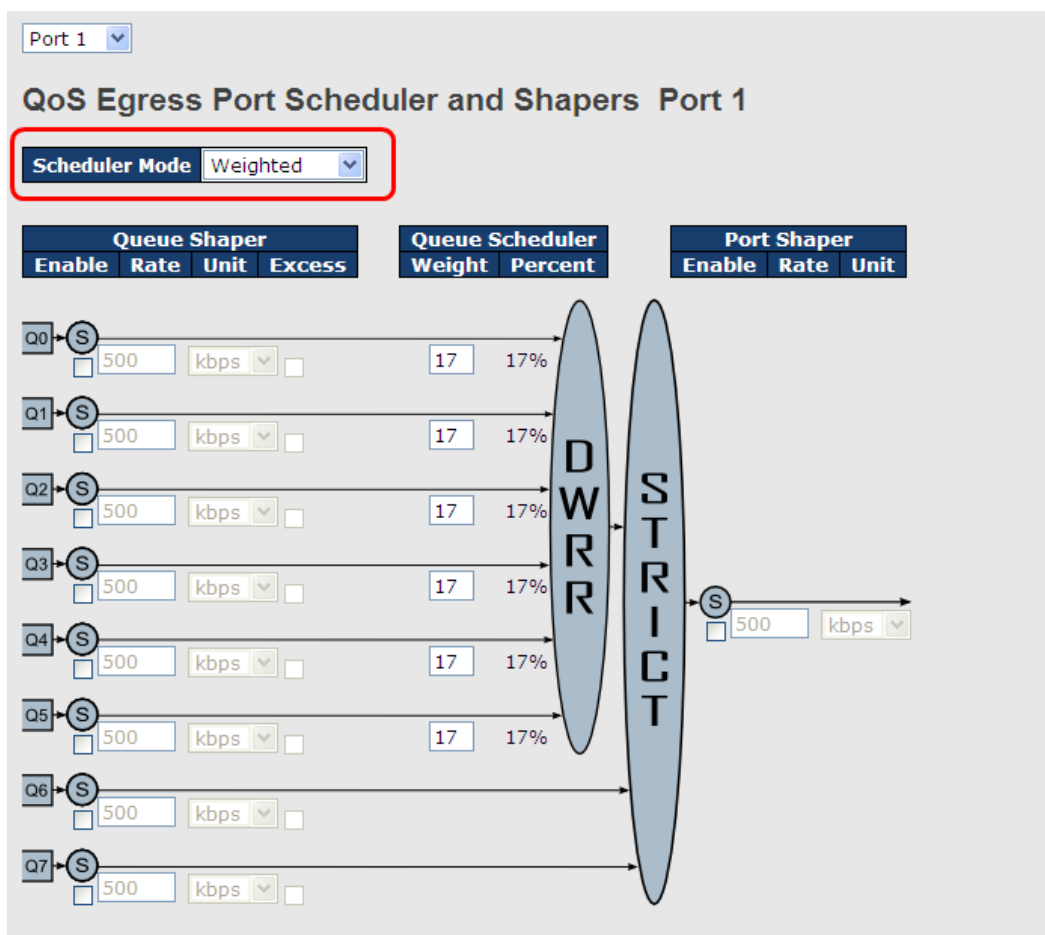 Port 1
QoS Egress Port Scheduler and Shapers Port 1
Scheduler Mode Weighted
Queue Shaper Queue Scheduler Port Shaper
Enable Rate Unit Excess Weight Percent Enable Rate Unit
Q0 S
500 kbps 17 17%
Q1 S
500 kbps 17 17%
Q2 S
500 kbps 17 17%
Q3 S
500 kbps 17 17%
Q4 S
500 kbps 17 17%
Q5 S
500 kbps 17 17%
Q6 S
500 kbps
Q7 S
500 kbps
DWRR
STRICT
S
500 kbps